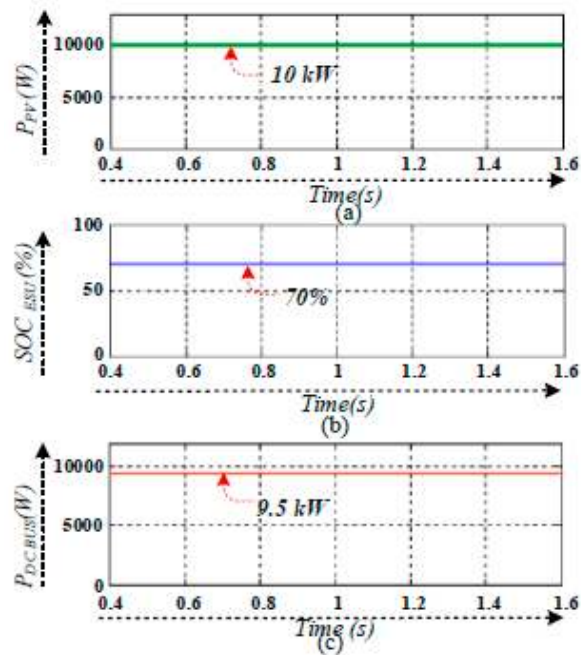 P_PV(W)
10000
5000
0
10 kW
0.4 0.6 0.8 1 1.2 1.4 1.6
Time(s)
(a)
SOC_ESU(%)
100
50
0
70%
0.4 0.6 0.8 1 1.2 1.4 1.6
Time(s)
(b)
P_DC BUS(W)
10000
5000
0
9.5 kW
0.4 0.6 0.8 1 1.2 1.4 1.6
Time (s)
(c)